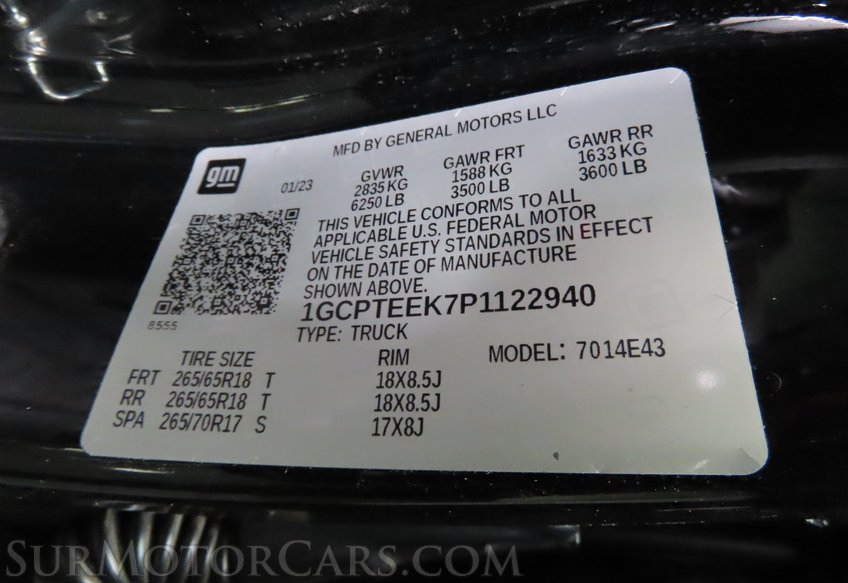 MFD BY GENERAL MOTORS LLC
gm
01/23
GVWR
2835 KG
6250 LB
GAWR FRT
1588 KG
3500 LB
GAWR RR
1633 KG
3600 LB
THIS VEHICLE CONFORMS TO ALL
APPLICABLE U.S. FEDERAL MOTOR
VEHICLE SAFETY STANDARDS IN EFFECT
ON THE DATE OF MANUFACTURE
SHOWN ABOVE.
8555
1GCPTEEK7P1122940
TYPE: TRUCK
MODEL: 7014E43
TIRE SIZE RIM
FRT 265/65R18 T 18X8.5J
RR 265/65R18 T 18X8.5J
SPA 265/70R17 S 17X8J
SurMotorCars.com